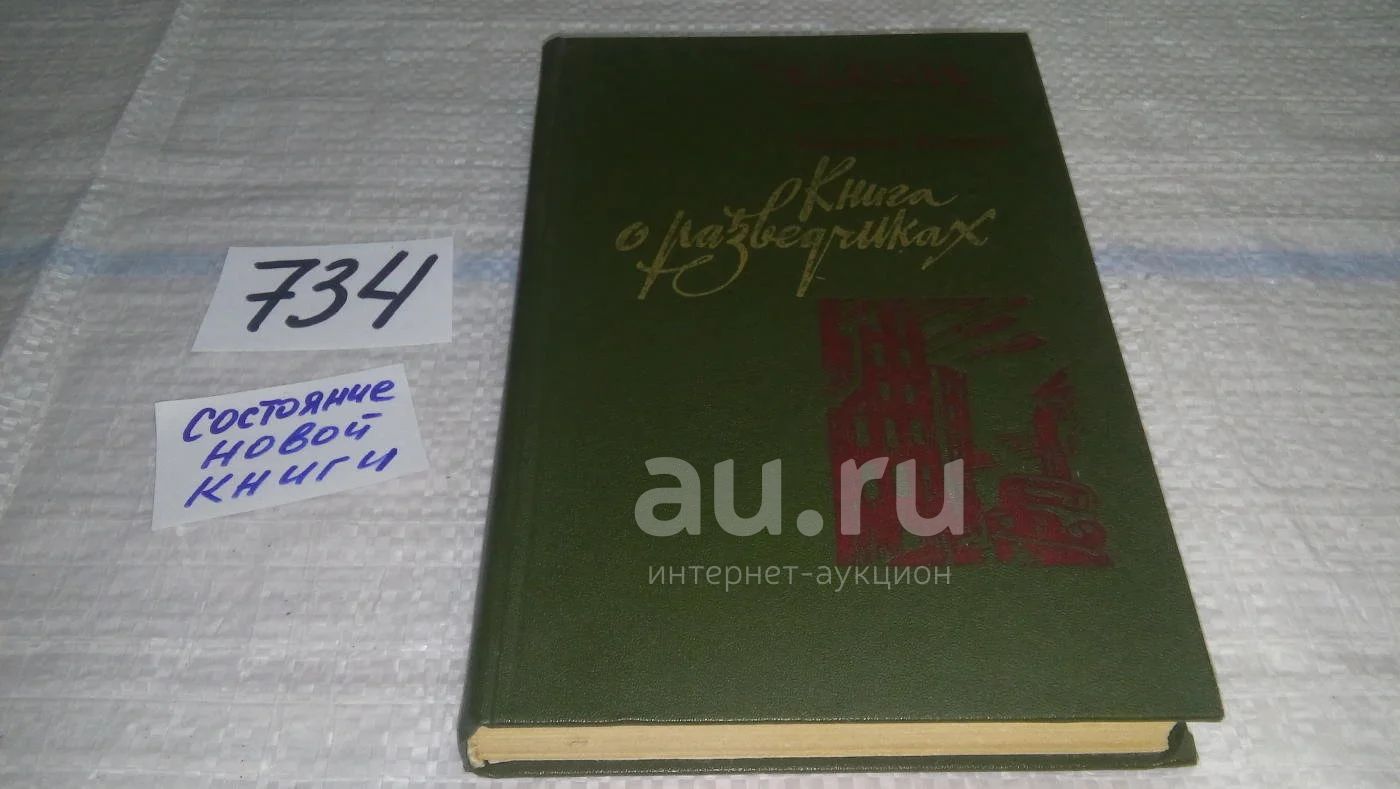 Книга
о разведчиках
734
состояние
новой
книги
au.ru
интернет-аукцион